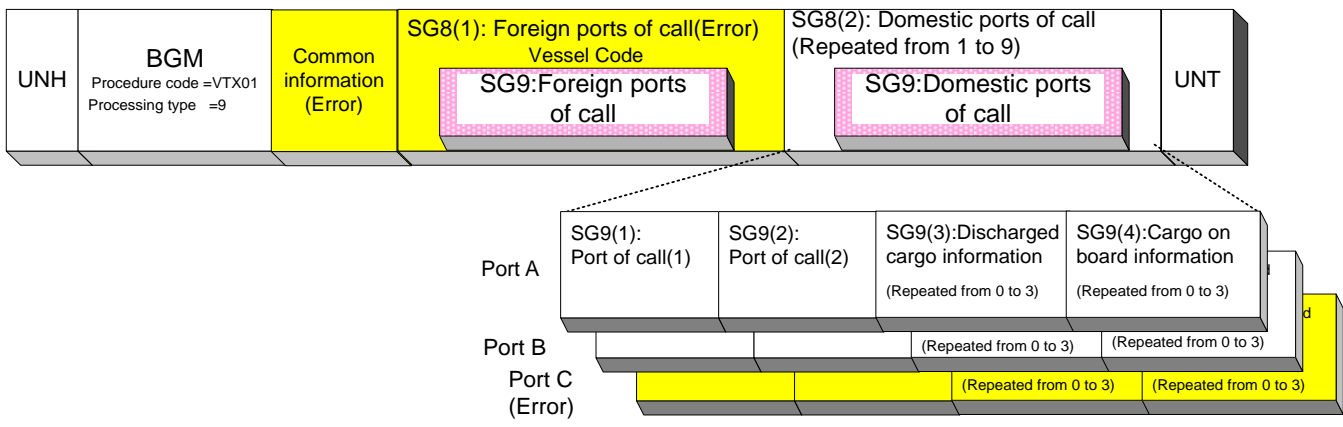 UNH
BGM
Procedure code =VTX01
Processing type =9
Common
information
(Error)
SG8(1): Foreign ports of call(Error)
Vessel Code
SG9:Foreign ports
of call
SG8(2): Domestic ports of call
(Repeated from 1 to 9)
SG9:Domestic ports
of call
UNT
Port A
SG9(1):
Port of call(1)
SG9(2):
Port of call(2)
SG9(3):Discharged
cargo information
(Repeated from 0 to 3)
SG9(4):Cargo on
board information
(Repeated from 0 to 3)
Port B
(Repeated from 0 to 3)
(Repeated from 0 to 3)
Port C
(Error)
(Repeated from 0 to 3)
(Repeated from 0 to 3)